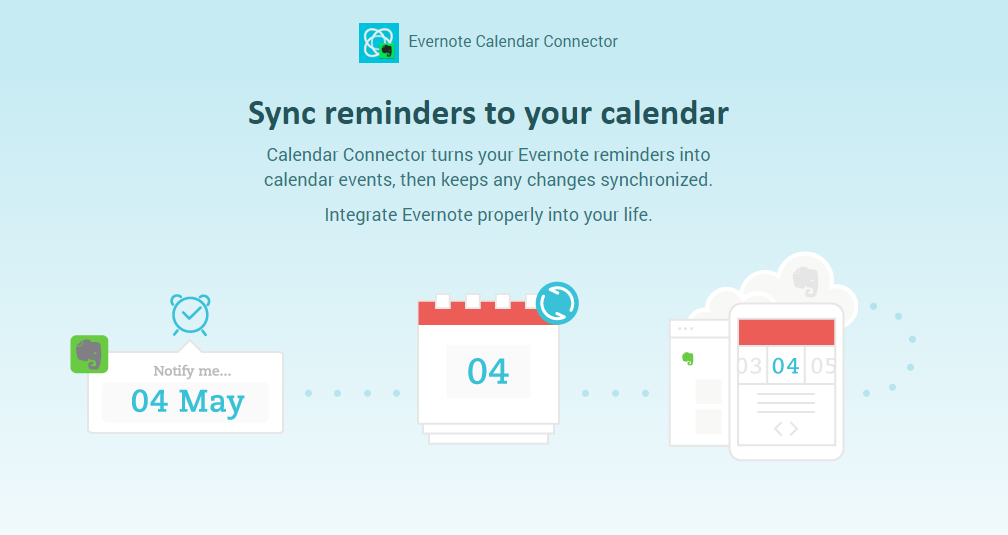 Evernote Calendar Connector
Sync reminders to your calendar
Calendar Connector turns your Evernote reminders into
calendar events, then keeps any changes synchronized.
Integrate Evernote properly into your life.
Notify me...
04 May
04
03 04 05